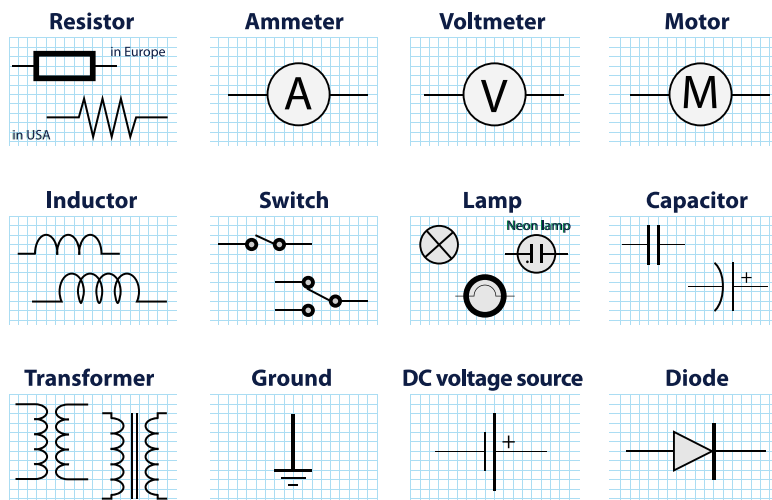 Resistor
Ammeter
Voltmeter
Motor
in Europe
in USA
A
V
M
Inductor
Switch
Lamp
Capacitor
Neon lamp
+
Transformer
Ground
DC voltage source
Diode
+